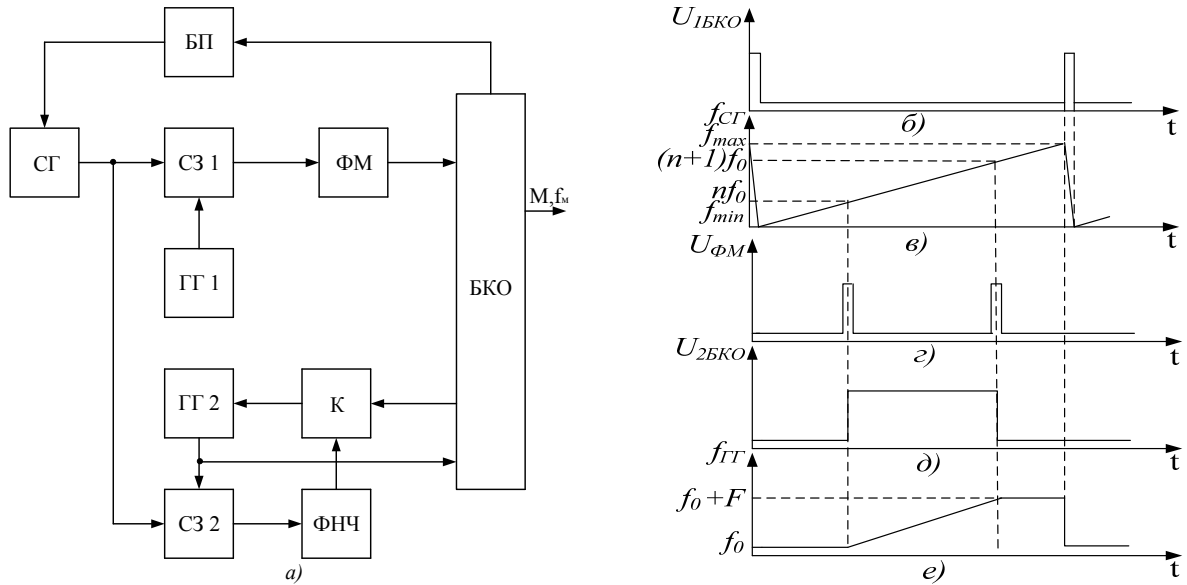 БП
СГ
СЗ 1
ФМ
ГГ 1
БКО
M,fм
ГГ 2
К
СЗ 2
ФНЧ
а)
U1БКО
t
б)
fСГ
fmax
(n+1)f0
nf0
fmin
t
в)
UФМ
t
г)
U2БКО
t
д)
fГГ
f0+F
f0
t
е)